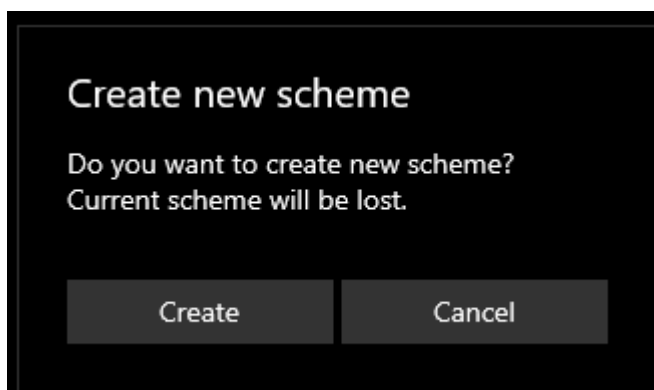 Create new scheme
Do you want to create new scheme?
Current scheme will be lost.
Create
Cancel